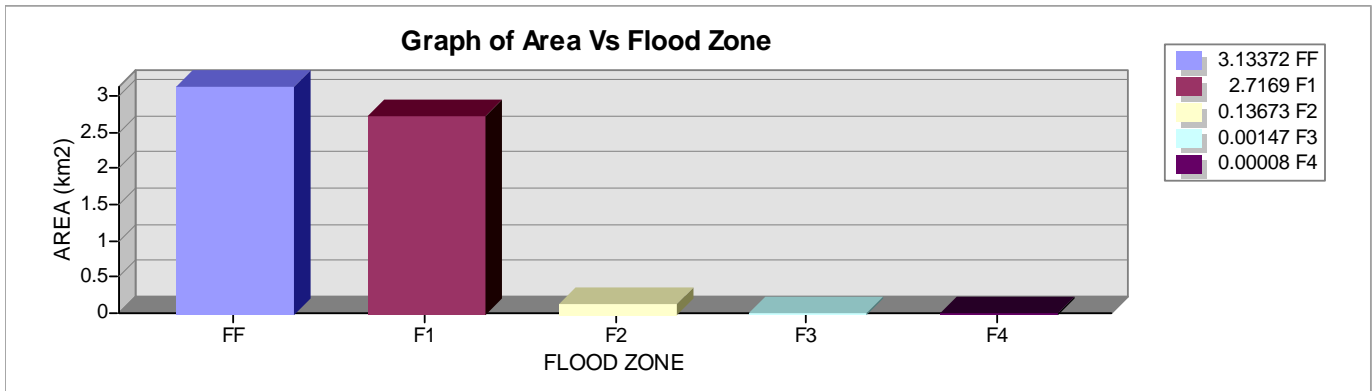 Graph of Area Vs Flood Zone
3.13372 FF
2.7169 F1
0.13673 F2
0.00147 F3
0.00008 F4
AREA (km2)
3
2.5
2
1.5
1
0.5
0
FF F1 F2 F3 F4
FLOOD ZONE